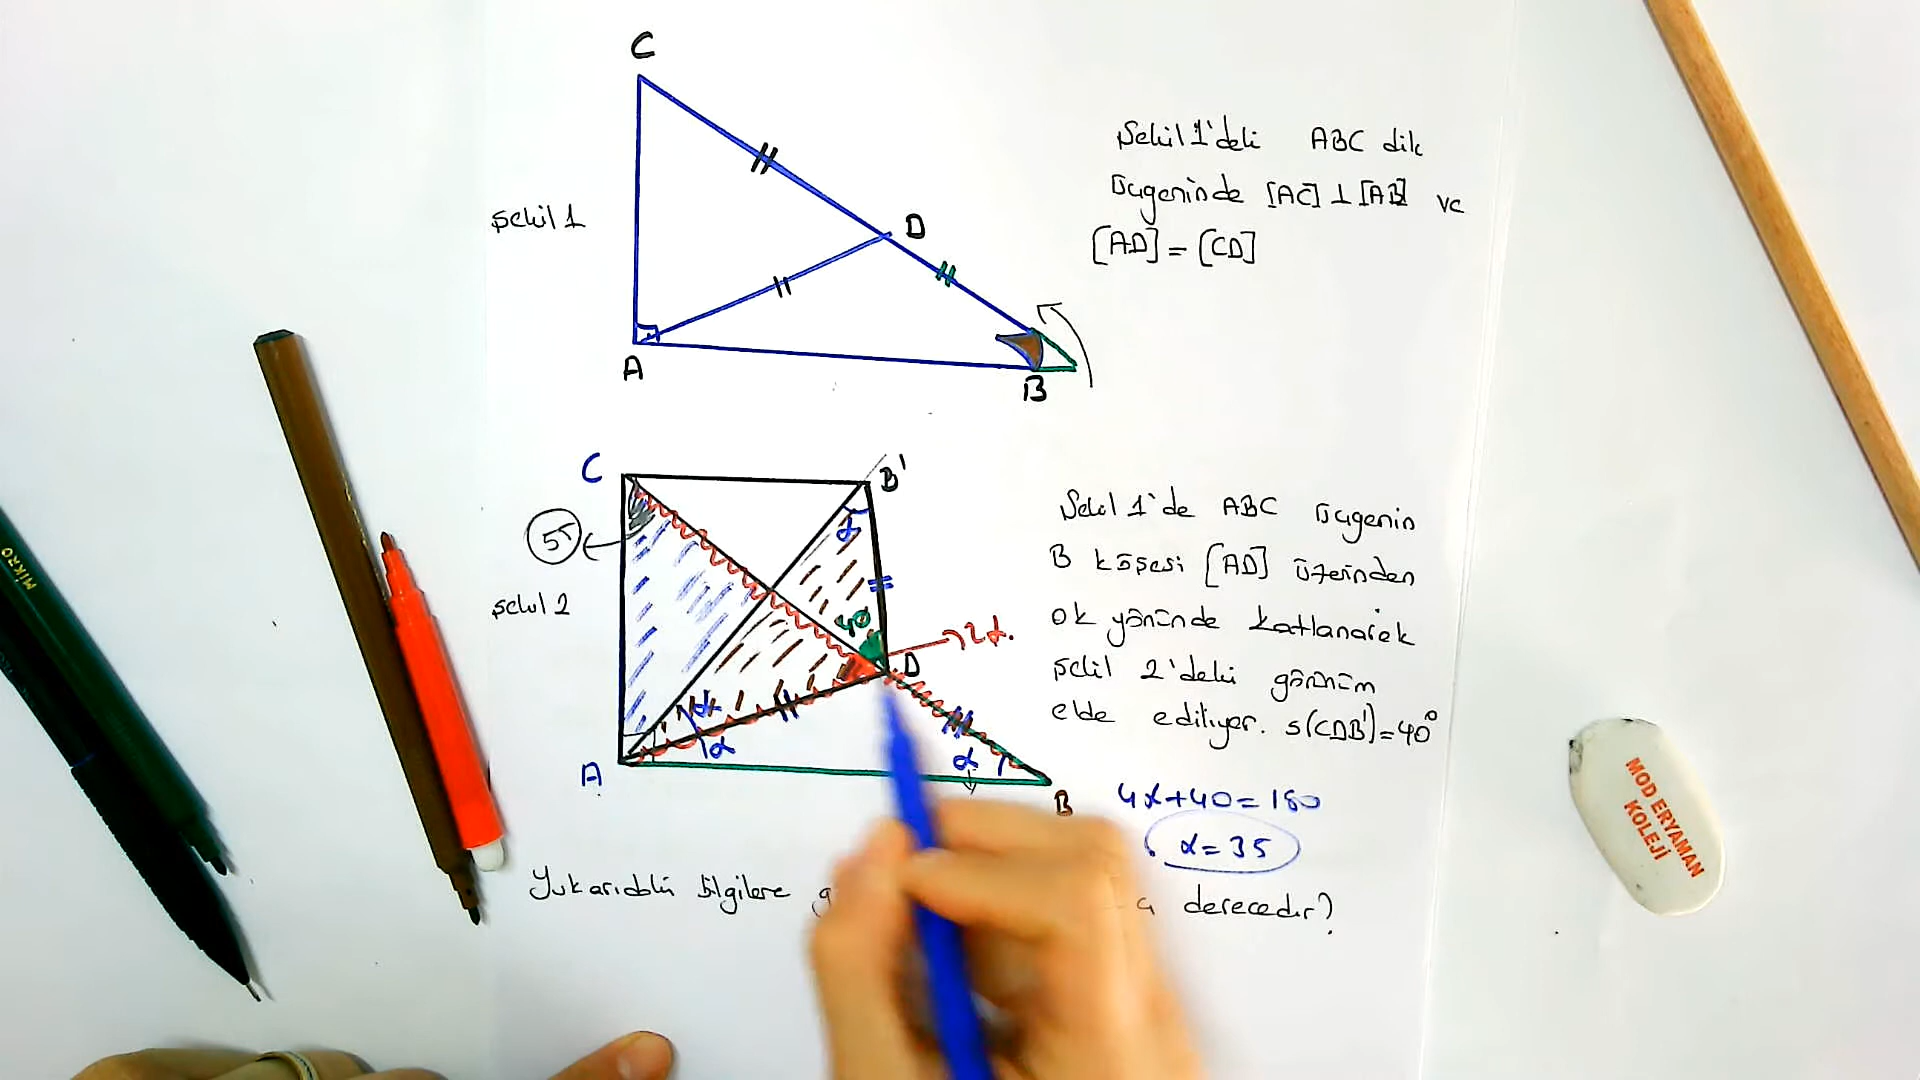 C
D
Şekil 1
A
B
Şekil 1'deki ABC dik
üçgeninde [AC] ⊥ [AB] ve
[AD] = [CD]
C
B'
55
α
Şekil 2
40
2α.
D
α
α
α
A
B
Şekil 1'de ABC üçgenin
B köşesi [AD] üzerinden
ok yönünde katlanarak
Şekil 2'deki görünüm
elde ediliyor. s(CDB')=40°
4α+40=180
α=35
Yukarıdaki bilgilere
derecedir?
MİKRO
MOD ERYAMAN
KOLEJİ